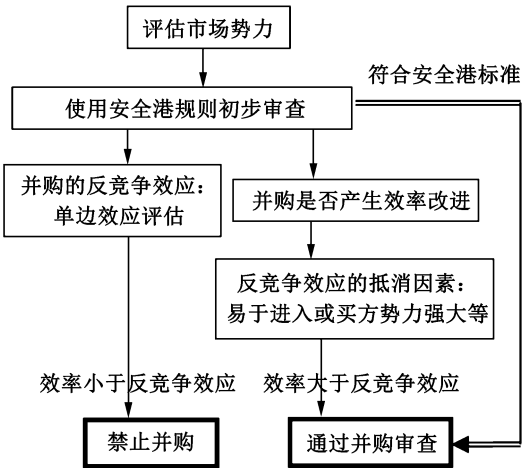 评估市场势力
符合安全港标准
使用安全港规则初步审查
并购的反竞争效应：
单边效应评估
并购是否产生效率改进
反竞争效应的抵消因素：
易于进入或买方势力强大等
效率小于反竞争效应
效率大于反竞争效应
禁止并购
通过并购审查